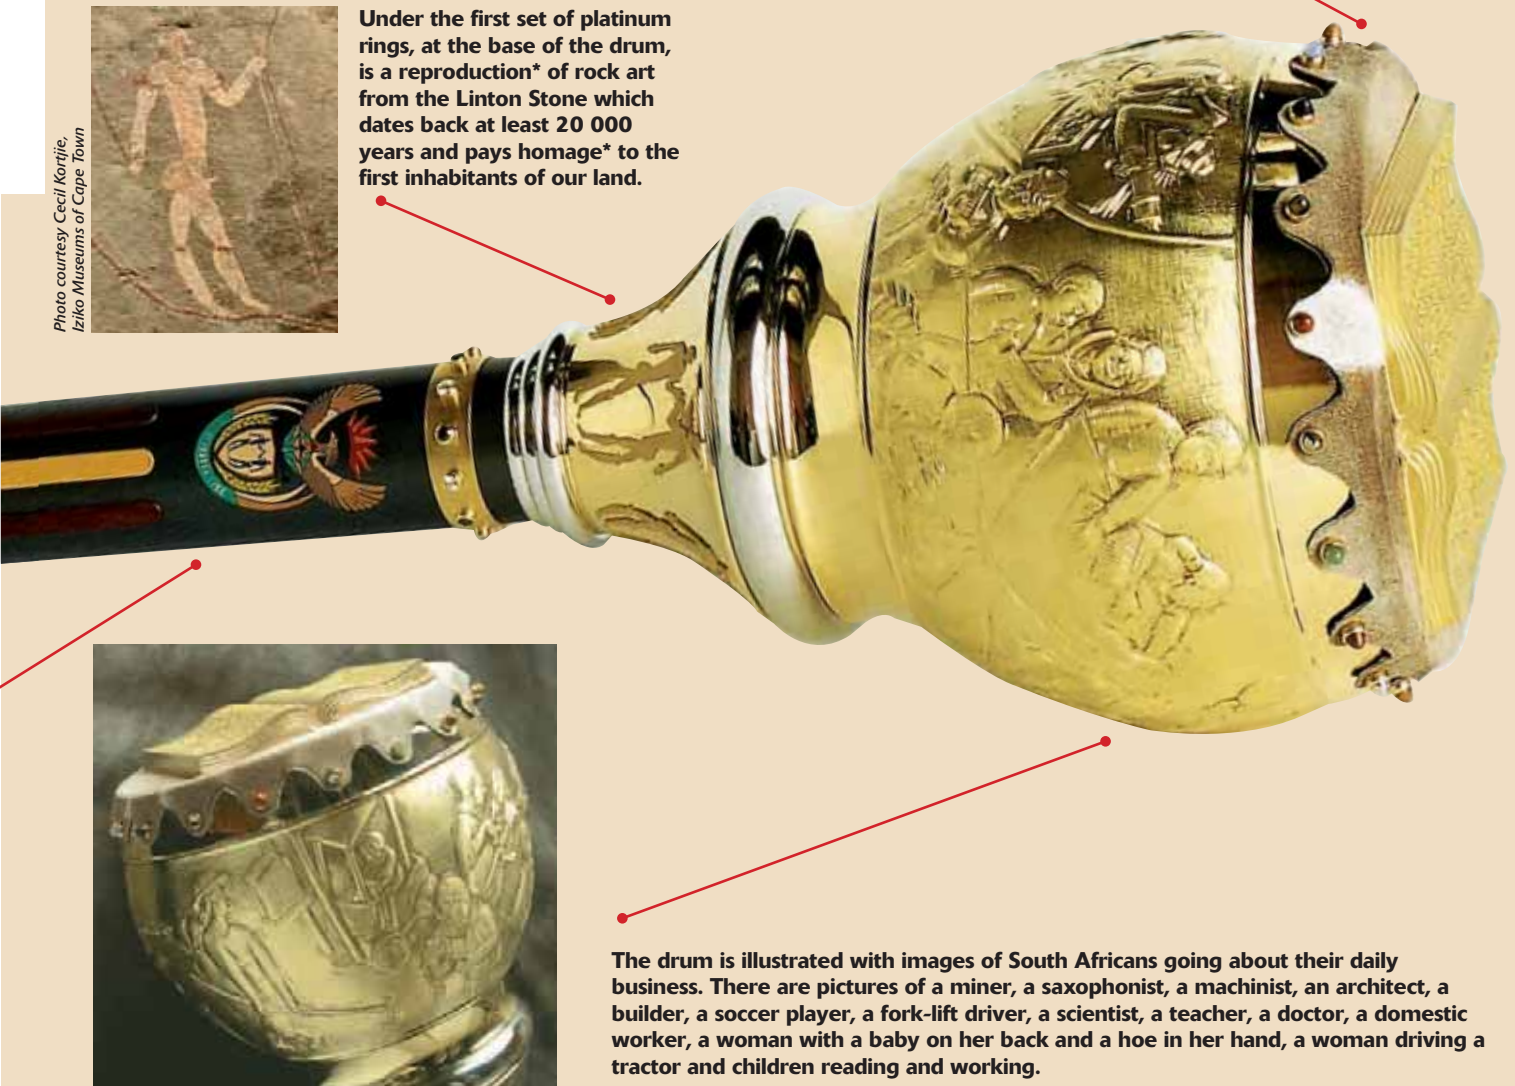 Under the first set of platinum
rings, at the base of the drum,
is a reproduction* of rock art
from the Linton Stone which
dates back at least 20 000
years and pays homage* to the
first inhabitants of our land.
Photo courtesy Cecil Kortjie,
Iziko Museums of Cape Town
The drum is illustrated with images of South Africans going about their daily
business. There are pictures of a miner, a saxophonist, a machinist, an architect, a
builder, a soccer player, a fork-lift driver, a scientist, a teacher, a doctor, a domestic
worker, a woman with a baby on her back and a hoe in her hand, a woman driving a
tractor and children reading and working.